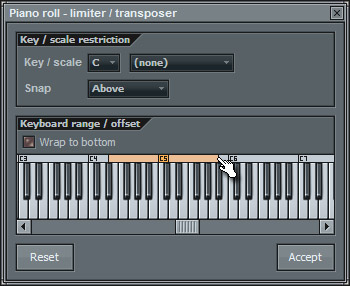 Piano roll - limiter / transposer
Key / scale restriction
Key / scale C (none)
Snap Above
Keyboard range / offset
Wrap to bottom
C3 C4 C5 C6 C7
Reset Accept